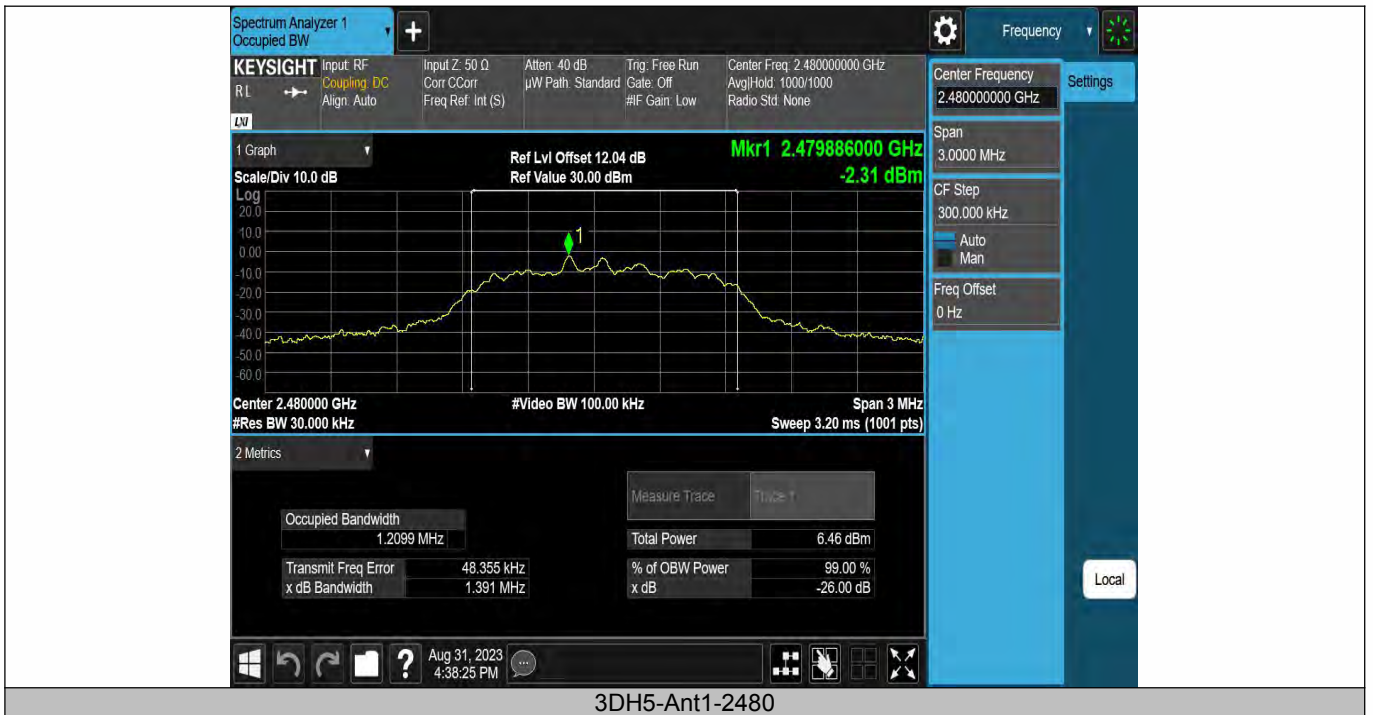 Spectrum Analyzer 1
Occupied BW
+
Frequency
KEYSIGHT
RL
LXI
Input: RF
Coupling: DC
Align: Auto
Input Z: 50 Ω
Corr CCorr
Freq Ref: Int (S)
Atten: 40 dB
µW Path: Standard
Trig: Free Run
Gate: Off
#IF Gain: Low
Center Freq: 2.480000000 GHz
Avg|Hold: 1000/1000
Radio Std: None
Center Frequency
2.480000000 GHz
Settings
Span
3.0000 MHz
CF Step
300.000 kHz
Auto
Man
Freq Offset
0 Hz
Local
1 Graph
Scale/Div 10.0 dB
Ref Lvl Offset 12.04 dB
Ref Value 30.00 dBm
Mkr1 2.479886000 GHz
-2.31 dBm
Log
20.0
10.0
0.00
-10.0
-20.0
-30.0
-40.0
-50.0
-60.0
1
Center 2.480000 GHz
#Res BW 30.000 kHz
#Video BW 100.00 kHz
Span 3 MHz
Sweep 3.20 ms (1001 pts)
2 Metrics
Measure Trace Trace 1
Occupied Bandwidth
1.2099 MHz
Total Power 6.46 dBm
Transmit Freq Error 48.355 kHz
% of OBW Power 99.00 %
x dB Bandwidth 1.391 MHz
x dB -26.00 dB
?
Aug 31, 2023
4:38:25 PM
3DH5-Ant1-2480